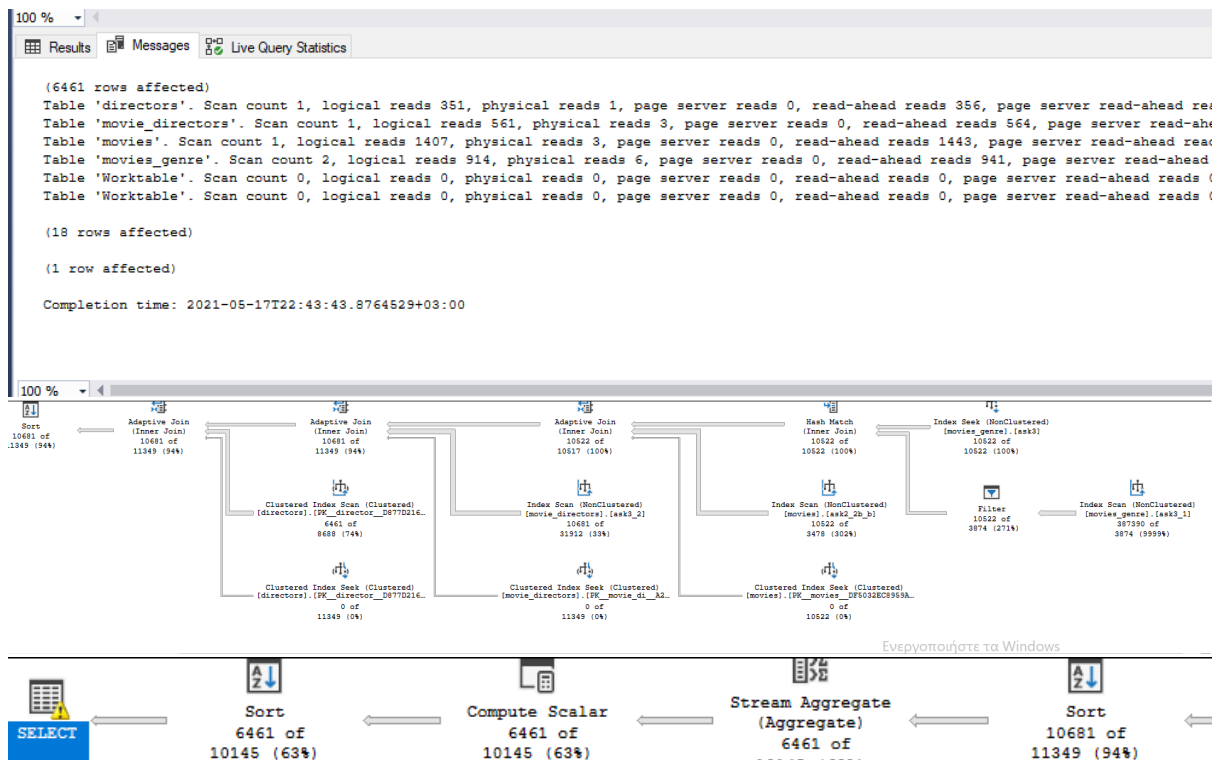 100 %
Results Messages Live Query Statistics
(6461 rows affected)
Table 'directors'. Scan count 1, logical reads 351, physical reads 1, page server reads 0, read-ahead reads 356, page server read-ahead
Table 'movie_directors'. Scan count 1, logical reads 561, physical reads 3, page server reads 0, read-ahead reads 564, page server
Table 'movies'. Scan count 1, logical reads 1407, physical reads 3, page server reads 0, read-ahead reads 1443, page server read-ahead
Table 'movies_genre'. Scan count 2, logical reads 914, physical reads 6, page server reads 0, read-ahead reads 941, page server read-ahead
Table 'Worktable'. Scan count 0, logical reads 0, physical reads 0, page server reads 0, read-ahead reads 0, page server read-ahead reads
Table 'Worktable'. Scan count 0, logical reads 0, physical reads 0, page server reads 0, read-ahead reads 0, page server read-ahead reads
(18 rows affected)
(1 row affected)
Completion time: 2021-05-17T22:43:43.8764529+03:00
100 %
Sort
10681 of
.1349 (94%)
Adaptive Join
(Inner Join)
10681 of
11349 (94%)
Adaptive Join
(Inner Join)
10681 of
11349 (94%)
Adaptive Join
(Inner Join)
10522 of
10517 (100%)
Hash Match
(Inner Join)
10522 of
10522 (100%)
Index Seek (NonClustered)
[movies_genre].[ask3]
10522 of
10522 (100%)
Clustered Index Scan (Clustered)
[directors].[PK__director__D877D216…
6461 of
8688 (74%)
Index Scan (NonClustered)
[movie_directors].[ask3_2]
10681 of
31912 (33%)
Index Scan (NonClustered)
[movies].[ask2_2b_b]
10522 of
3478 (302%)
Filter
10522 of
3874 (271%)
Index Scan (NonClustered)
[movies_genre].[ask3_1]
387390 of
3874 (9999%)
Clustered Index Seek (Clustered)
[directors].[PK__director__D877D216…
0 of
11349 (0%)
Clustered Index Seek (Clustered)
[movie_directors].[PK__movie_di__A2…
0 of
11349 (0%)
Clustered Index Seek (Clustered)
[movies].[PK__movies__DF5032EC8959A…
0 of
10522 (0%)
Ενεργοποιήστε τα Windows
SELECT
Sort
6461 of
10145 (63%)
Compute Scalar
6461 of
10145 (63%)
Stream Aggregate
(Aggregate)
6461 of
Sort
10681 of
11349 (94%)